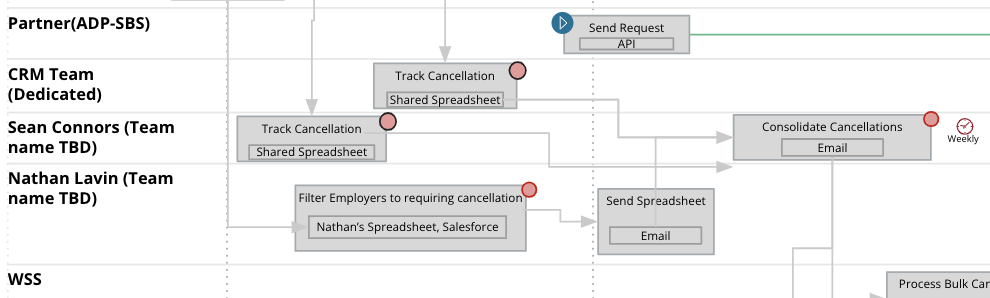 Partner(ADP-SBS)
Send Request
API
CRM Team
(Dedicated)
Track Cancellation
Shared Spreadsheet
Sean Connors (Team
name TBD)
Track Cancellation
Shared Spreadsheet
Consolidate Cancellations
Email
Weekly
Nathan Lavin (Team
name TBD)
Filter Employers to requiring cancellation
Nathan's Spreadsheet, Salesforce
Send Spreadsheet
Email
WSS
Process Bulk Can